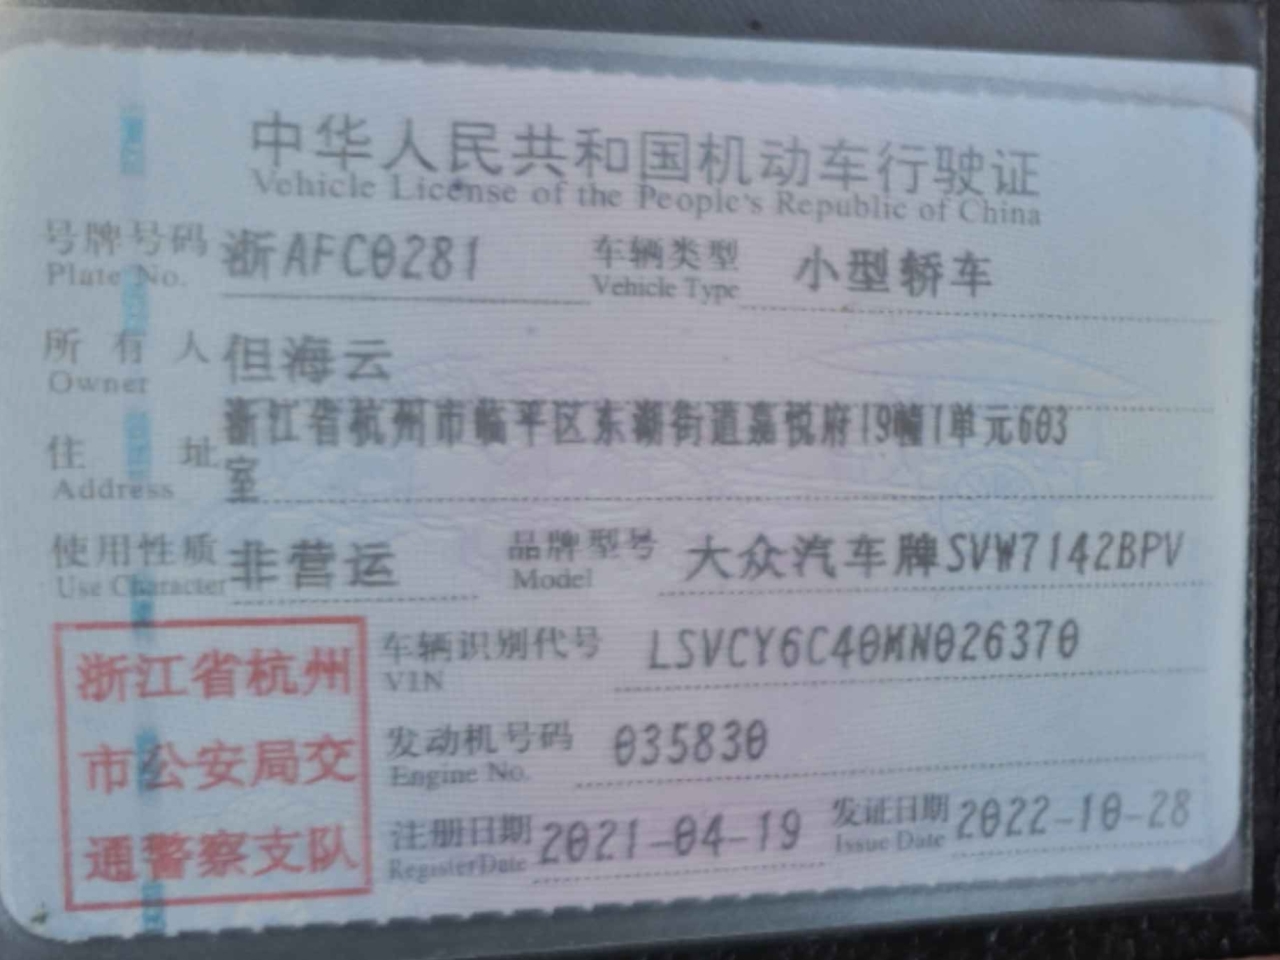 中华人民共和国机动车行驶证
Vehicle License of the People's Republic of China
号牌号码 浙AFC0281 车辆类型 小型轿车
Plate No. Vehicle Type
所有人 但海云
Owner
浙江省杭州市临平区东湖街道嘉悦府19幢1单元603
住址 室
Address
使用性质 非营运 品牌型号 大众汽车牌SVW7142BPV
Use Character Model
车辆识别代号 LSVCY6C40MN026370
VIN
发动机号码 035830
Engine No.
注册日期 2021-04-19 发证日期 2022-10-28
Register Date Issue Date
浙江省杭州
市公安局交
通警察支队